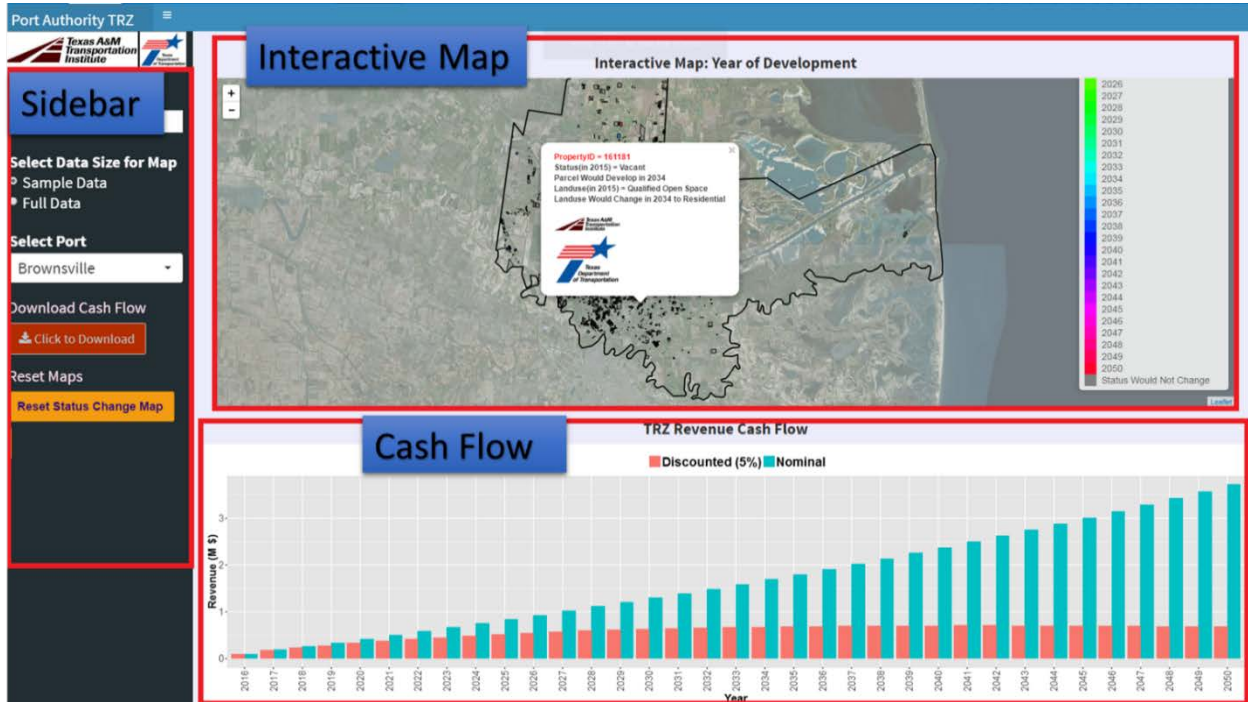 Port Authority TRZ
Texas A&M
Transportation
Institute
Texas
Department
of Transportation
Sidebar
Select Data Size for Map
Sample Data
Full Data
Select Port
Brownsville
Download Cash Flow
Click to Download
Reset Maps
Reset Status Change Map
Interactive Map
Interactive Map: Year of Development
+
-
PropertyID = 161181
Status(in 2015) = Vacant
Parcel Would Develop in 2034
Landuse(in 2015) = Qualified Open Space
Landuse Would Change in 2034 to Residential
Texas A&M
Transportation
Institute
Texas
Department
of Transportation
2026
2027
2028
2029
2030
2031
2032
2033
2034
2035
2036
2037
2038
2039
2040
2041
2042
2043
2044
2045
2046
2047
2048
2049
2050
Status Would Not Change
Leaflet
Cash Flow
TRZ Revenue Cash Flow
Discounted (5%) Nominal
Revenue (M $)
3
2
1
0
2016 2017 2018 2019 2020 2021 2022 2023 2024 2025 2026 2027 2028 2029 2030 2031 2032 2033 2034 2035 2036 2037 2038 2039 2040 2041 2042 2043 2044 2045 2046 2047 2048 2049 2050
Year